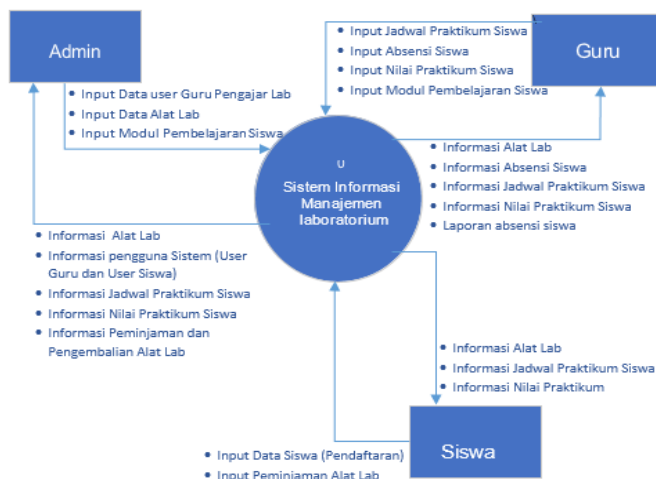 Admin
• Input Data user Guru Pengajar Lab
• Input Data Alat Lab
• Input Modul Pembelajaran Siswa
• Input Jadwal Praktikum Siswa
• Input Absensi Siswa
• Input Nilai Praktikum Siswa
• Input Modul Pembelajaran Siswa
Guru
U
Sistem Informasi
Manajemen
laboratorium
• Informasi Alat Lab
• Informasi Absensi Siswa
• Informasi Jadwal Praktikum Siswa
• Informasi Nilai Praktikum Siswa
• Laporan absensi siswa
• Informasi Alat Lab
• Informasi pengguna Sistem (User
Guru dan User Siswa)
• Informasi Jadwal Praktikum Siswa
• Informasi Nilai Praktikum Siswa
• Informasi Peminjaman dan
Pengembalian Alat Lab
• Informasi Alat Lab
• Informasi Jadwal Praktikum Siswa
• Informasi Nilai Praktikum
Siswa
• Input Data Siswa (Pendaftaran)
• Input Peminjaman Alat Lab